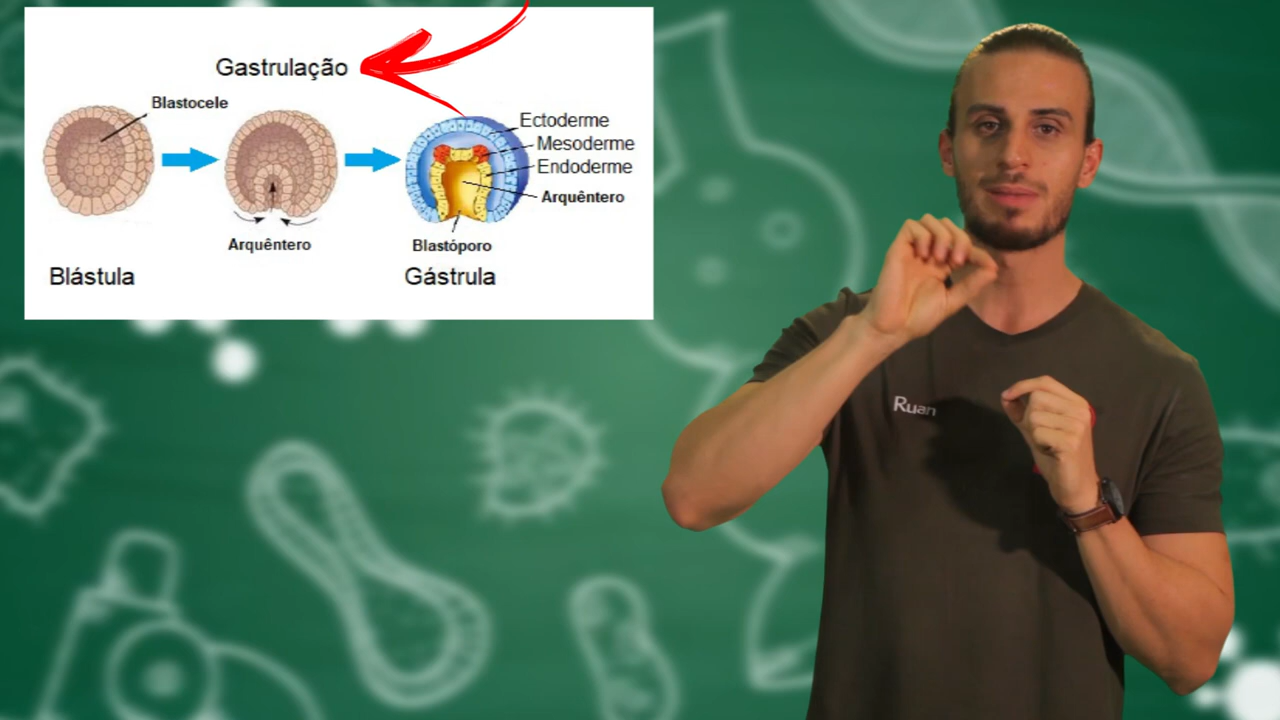 Gastrulação
Blastocele
Ectoderme
Mesoderme
Endoderme
Arquêntero
Arquêntero
Blastóporo
Blástula
Gástrula
Ruan